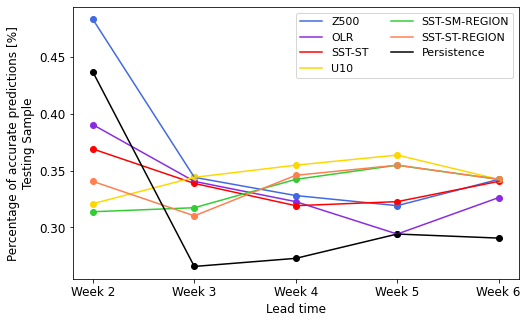 Z500
OLR
SST-ST
U10
SST-SM-REGION
SST-ST-REGION
Persistence
Percentage of accurate predictions [%]
Testing Sample
0.45
0.40
0.35
0.30
Week 2
Week 3
Week 4
Week 5
Week 6
Lead time